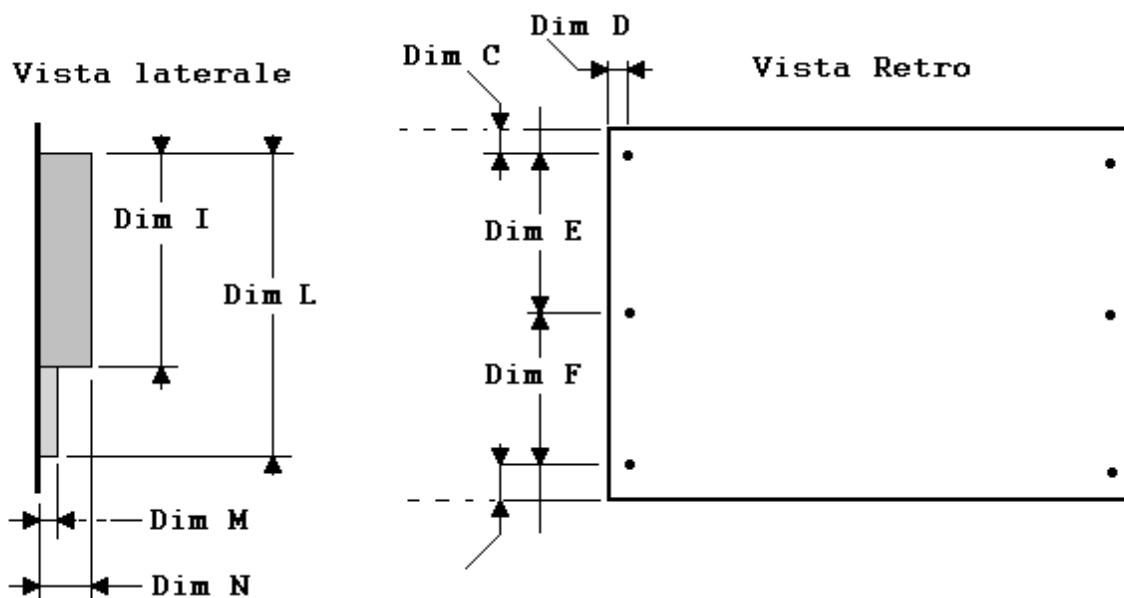 Vista laterale
Dim I
Dim L
Dim M
Dim N
Dim D
Dim C
Vista Retro
Dim E
Dim F